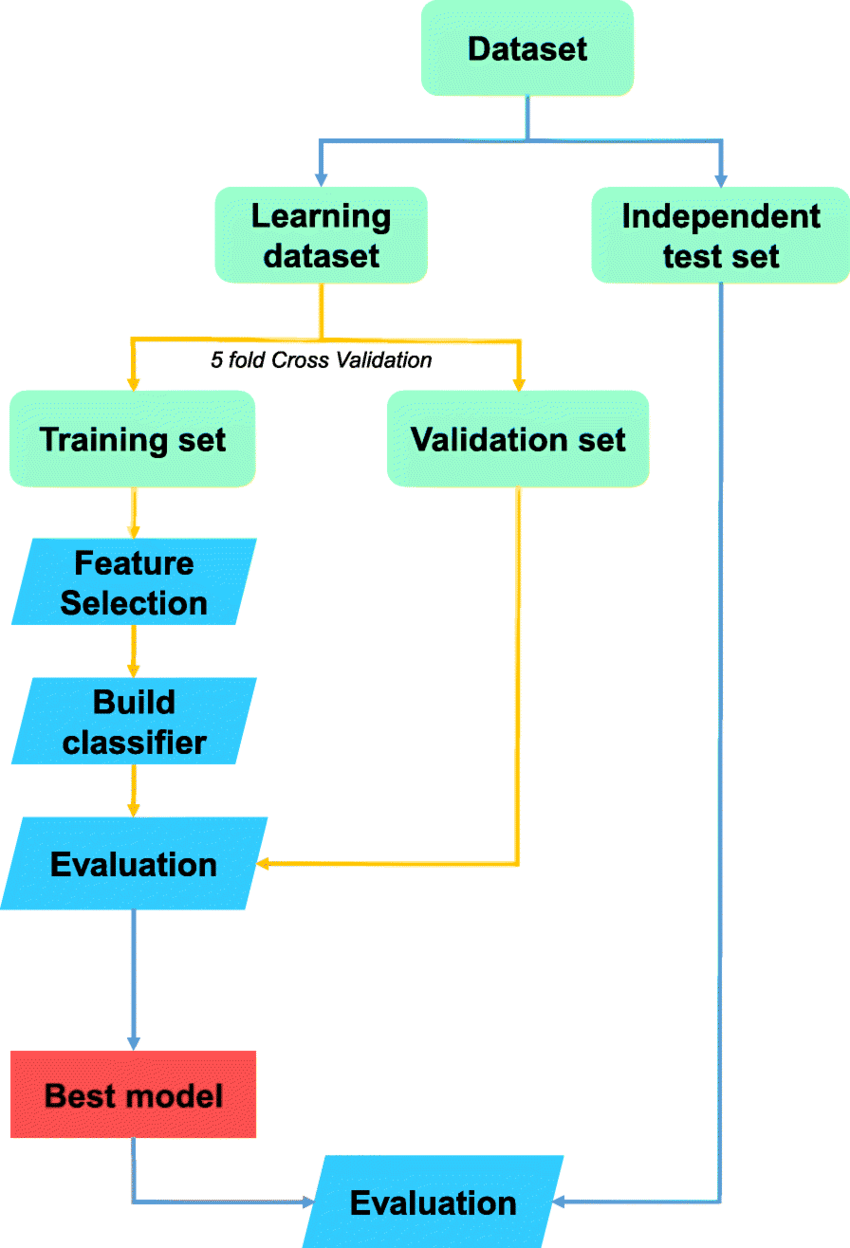 Dataset
Learning
dataset
Independent
test set
5 fold Cross Validation
Training set
Validation set
Feature
Selection
Build
classifier
Evaluation
Best model
Evaluation